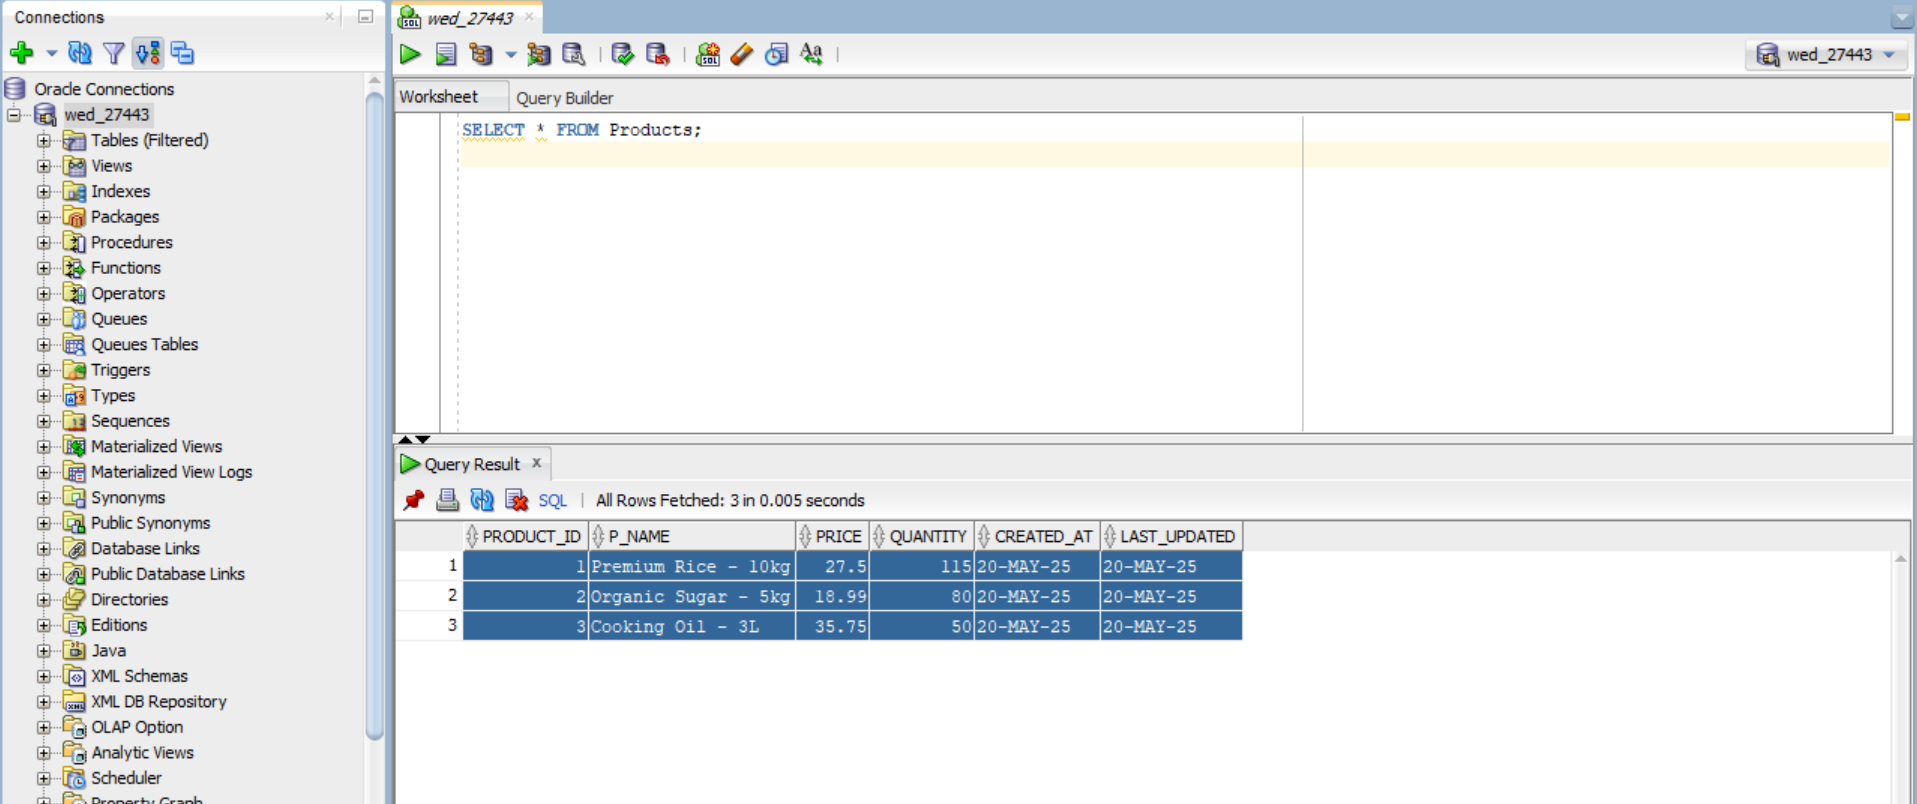 Connections
wed_27443
wed_27443
Oracle Connections
wed_27443
Tables (Filtered)
Views
Indexes
Packages
Procedures
Functions
Operators
Queues
Queues Tables
Triggers
Types
Sequences
Materialized Views
Materialized View Logs
Synonyms
Public Synonyms
Database Links
Public Database Links
Directories
Editions
Java
XML Schemas
XML DB Repository
OLAP Option
Analytic Views
Scheduler
Property Graph
Worksheet Query Builder
SELECT * FROM Products;
Query Result
SQL | All Rows Fetched: 3 in 0.005 seconds
PRODUCT_ID P_NAME PRICE QUANTITY CREATED_AT LAST_UPDATED
1 1 Premium Rice - 10kg 27.5 115 20-MAY-25 20-MAY-25
2 2 Organic Sugar - 5kg 18.99 80 20-MAY-25 20-MAY-25
3 3 Cooking Oil - 3L 35.75 50 20-MAY-25 20-MAY-25